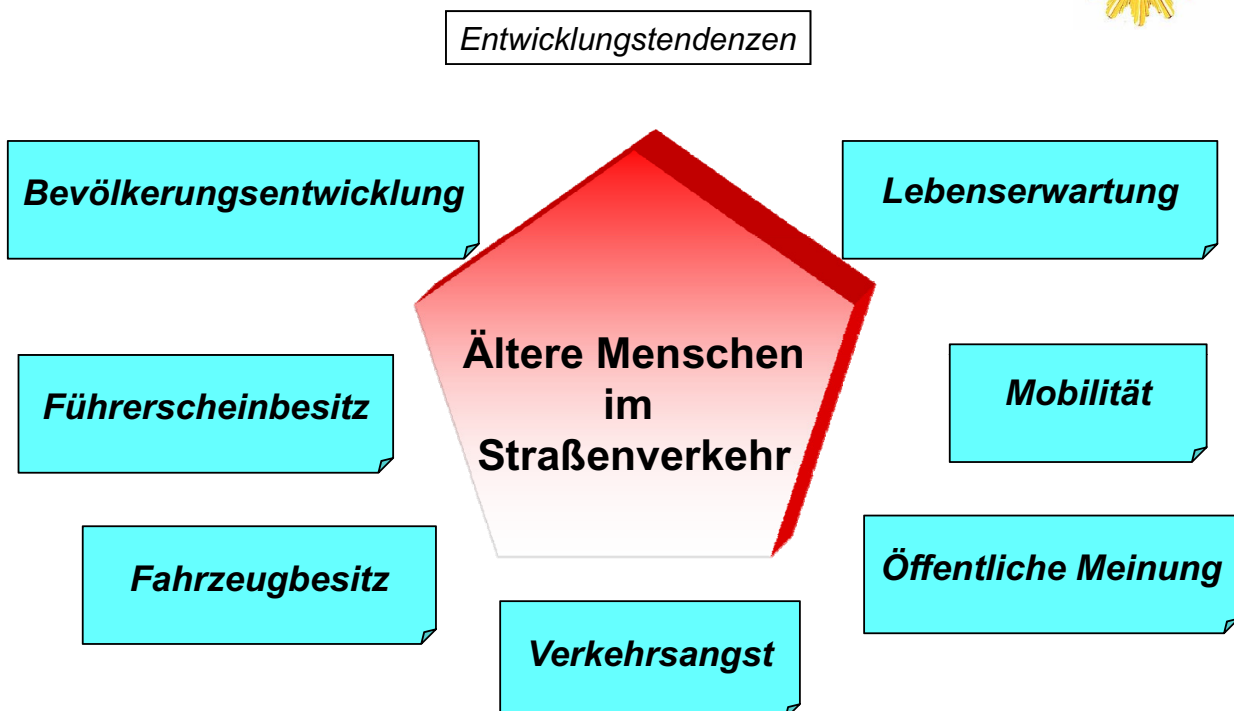 Entwicklungstendenzen
Bevölkerungsentwicklung
Lebenserwartung
Ältere Menschen
im
Straßenverkehr
Führerscheinbesitz
Mobilität
Fahrzeugbesitz
Öffentliche Meinung
Verkehrsangst